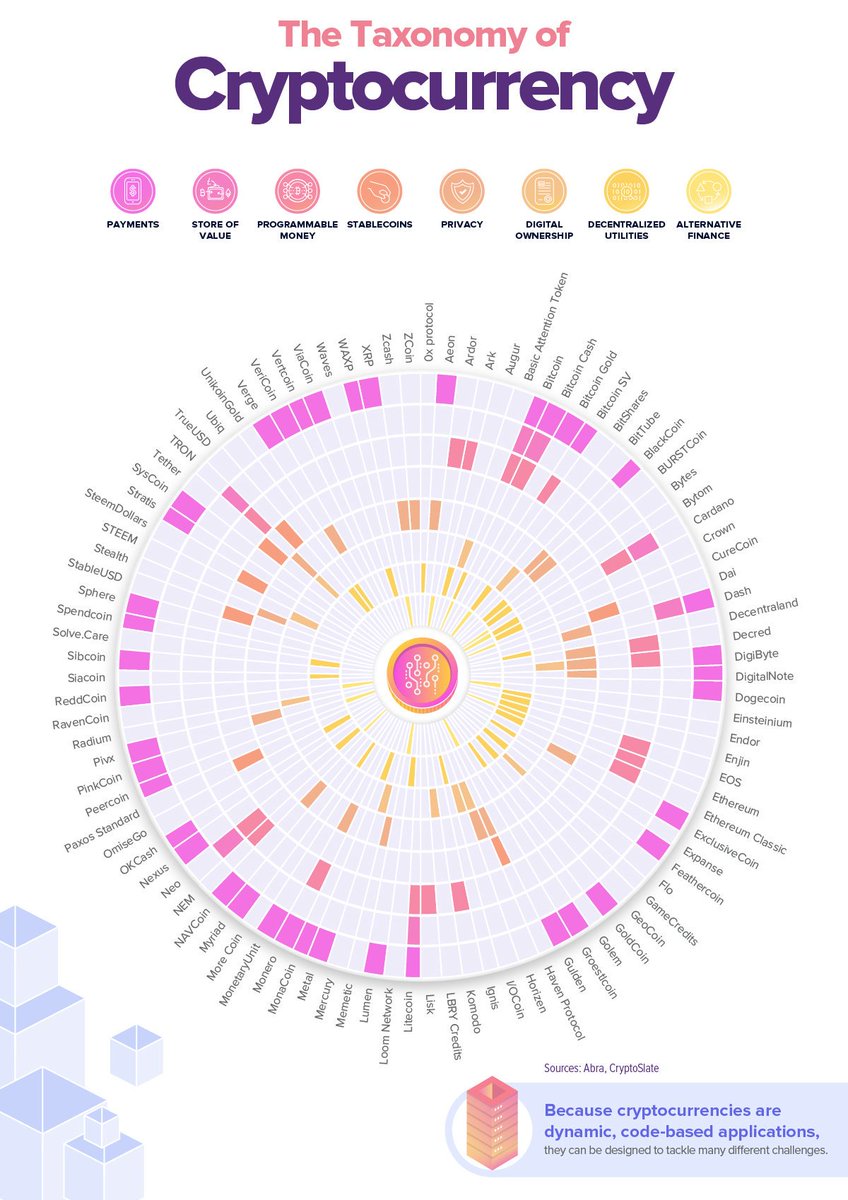 The Taxonomy of
Cryptocurrency
PAYMENTS
STORE OF
VALUE
PROGRAMMABLE
MONEY
STABLECOINS
PRIVACY
DIGITAL
OWNERSHIP
DECENTRALIZED
UTILITIES
ALTERNATIVE
FINANCE
0x protocol
Aeon
Ardor
Ark
Augur
Basic Attention Token
Bitcoin
Bitcoin Cash
Bitcoin Gold
Bitcoin SV
BitShares
BitTube
BlackCoin
BURSTCoin
Bytes
Bytom
Cardano
Crown
CureCoin
Dai
Dash
Decentraland
Decred
DigiByte
DigitalNote
Dogecoin
Einsteinium
Endor
Enjin
EOS
Ethereum
Ethereum Classic
ExclusiveCoin
Expanse
Feathercoin
Flo
GameCredits
GeoCoin
GoldCoin
Golem
Groestlcoin
Gulden
Haven Protocol
Horizen
I/OCoin
Ignis
Komodo
LBRY Credits
Lisk
Litecoin
Loom Network
Lumen
Memetic
Mercury
Metal
MonaCoin
Monero
MonetaryUnit
More Coin
Myriad
NAVCoin
NEM
Neo
Nexus
OKCash
OmiseGo
Paxos Standard
Peercoin
PinkCoin
Pivx
Radium
RavenCoin
ReddCoin
Siacoin
Sibcoin
Solve.Care
Spendcoin
Sphere
StableUSD
Stealth
STEEM
SteemDollars
Stratis
SysCoin
Tether
TRON
TrueUSD
Ubiq
UnikoinGold
Verge
VeriCoin
Vertcoin
ViaCoin
Waves
WAXP
XRP
Zcash
ZCoin
Sources: Abra, CryptoSlate
Because cryptocurrencies are
dynamic, code-based applications,
they can be designed to tackle many different challenges.